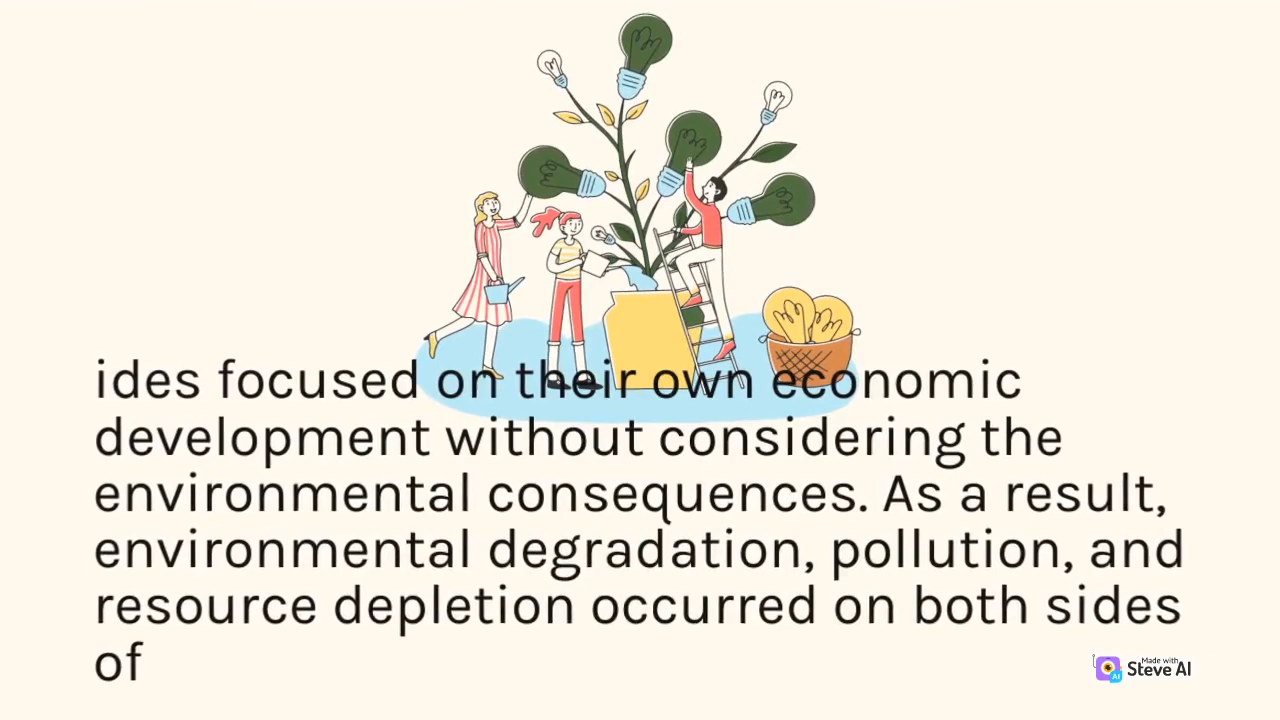 ides focused on their own economic
development without considering the
environmental consequences. As a result,
environmental degradation, pollution, and
resource depletion occurred on both sides
of
Made with
Steve AI